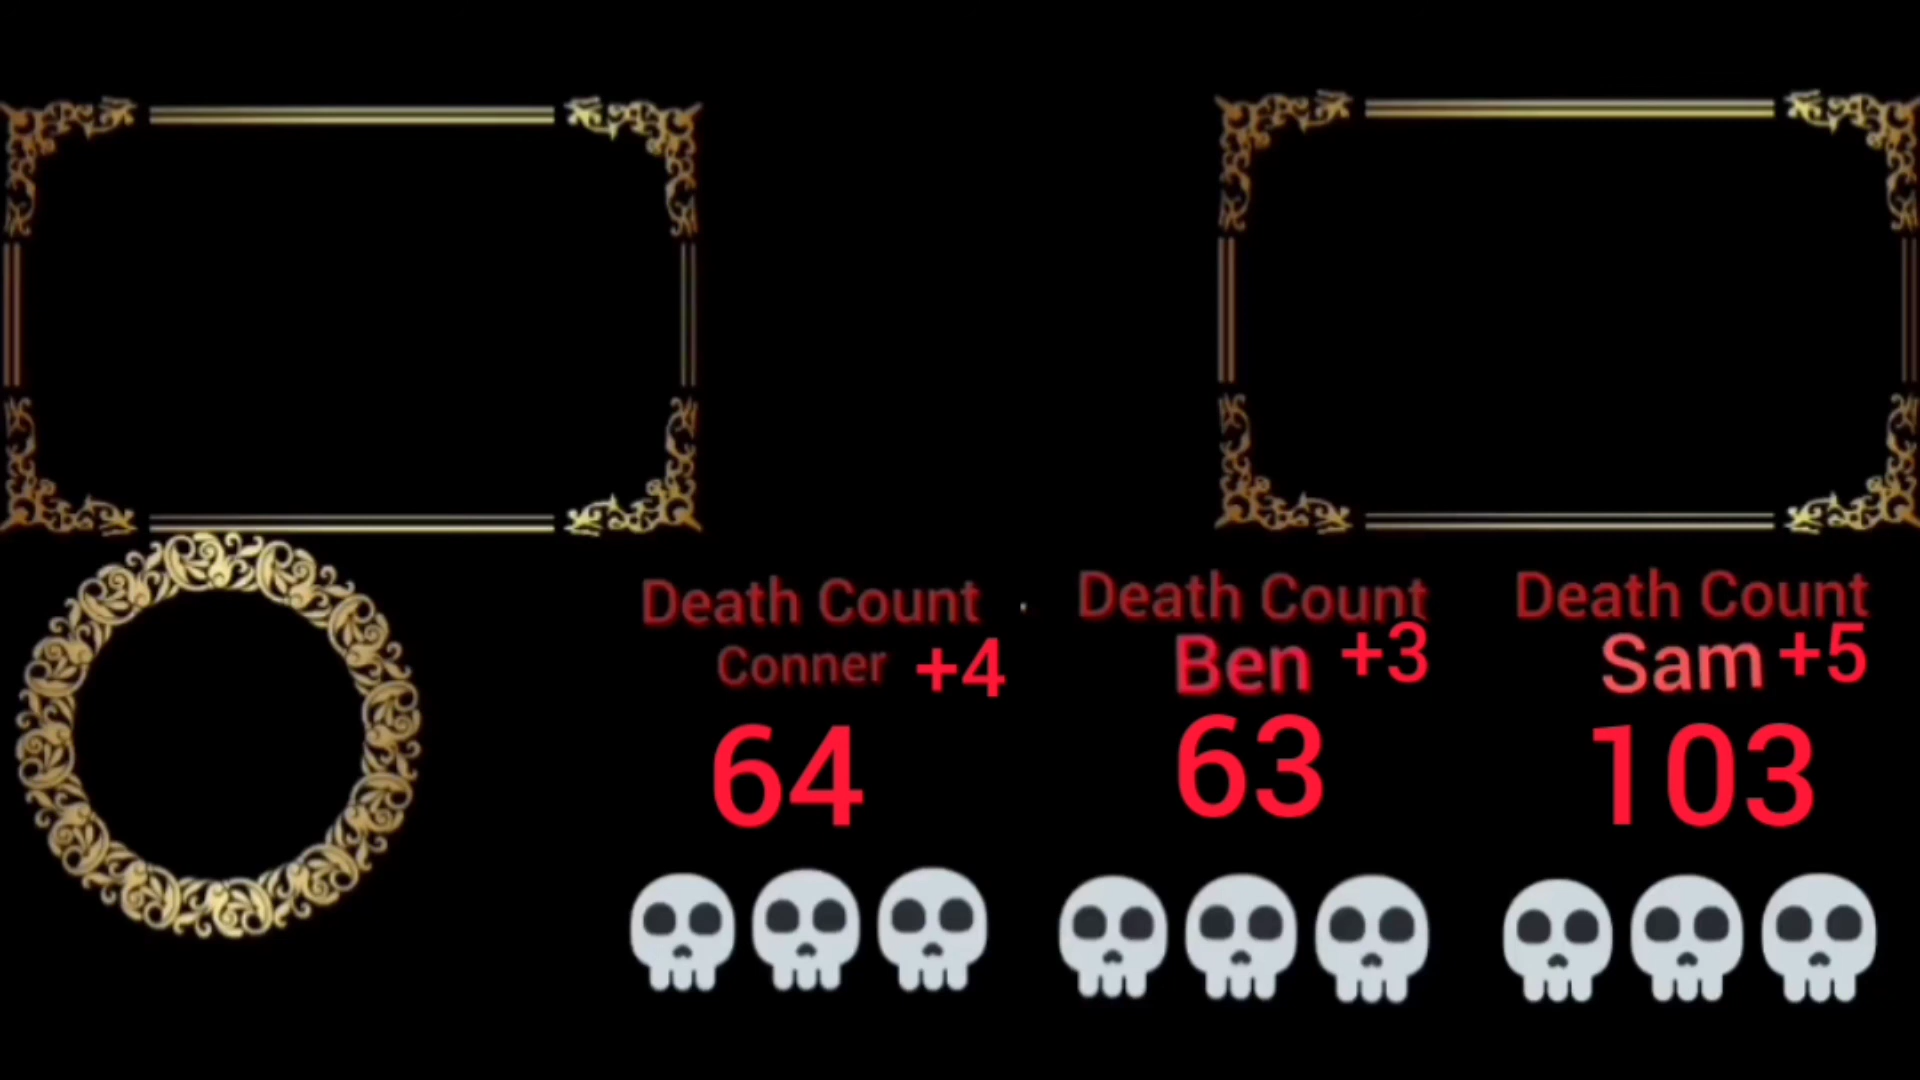 Death Count
Conner +4
64
Death Count
Ben +3
63
Death Count
Sam +5
103